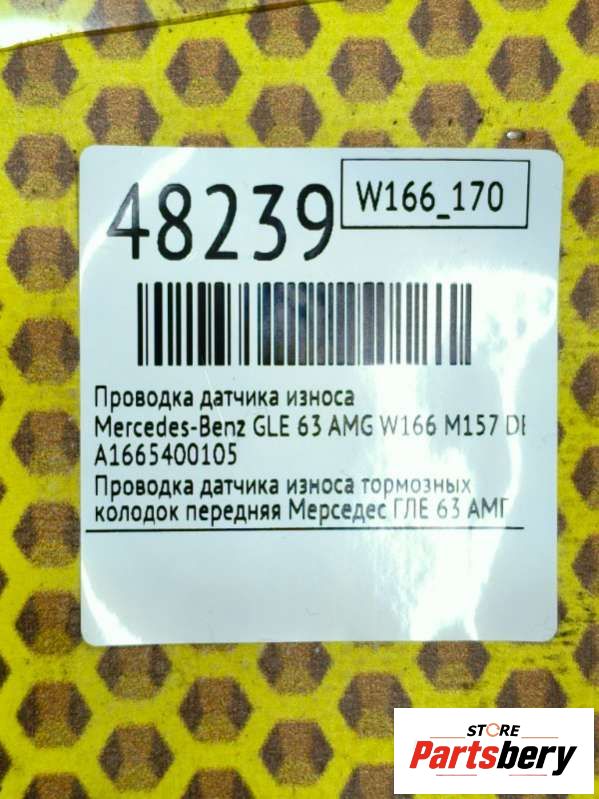 48239
W166_170
Проводка датчика износа
Mercedes-Benz GLE 63 AMG W166 M157 DE
A1665400105
Проводка датчика износа тормозных
колодок передняя Мерседес ГЛЕ 63 АМГ
STORE
Partsbery